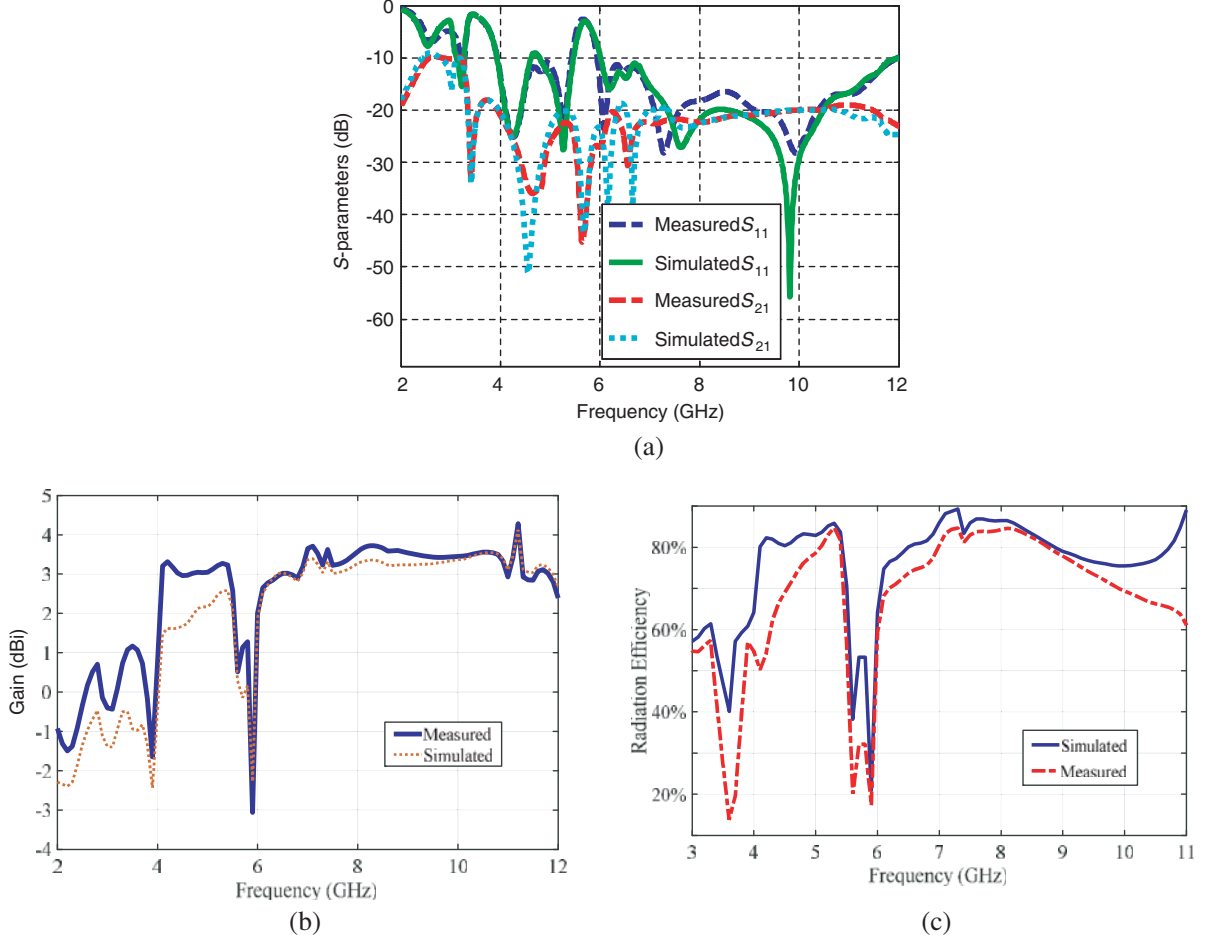 0
-10
-20
-30
-40
-50
-60
S-parameters (dB)
Measured S11
Simulated S11
Measured S21
Simulated S21
2 4 6 8 10 12
Frequency (GHz)
(a)
5
4
3
2
1
0
-1
-2
-3
-4
Gain (dBi)
Measured
Simulated
2 4 6 8 10 12
Frequency (GHz)
(b)
80%
60%
40%
20%
Radiation Efficiency
Simulated
Measured
3 4 5 6 7 8 9 10 11
Frequency (GHz)
(c)